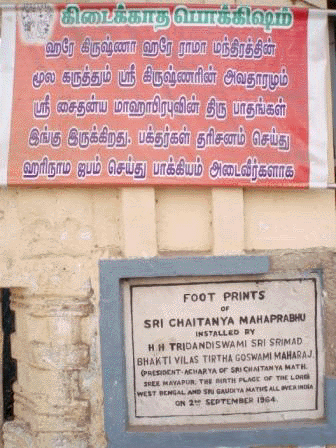 கிடைக்காத பொக்கிஷம்
ஹரே கிருஷ்ணா ஹரே ராமா மந்திரத்தின்
மூல கருத்தும் ஸ்ரீ கிருஷ்ணரின் அவதாரமும்
ஸ்ரீ சைதன்ய மாஹாபிரபுவின் திரு பாதங்கள்
இங்கு இருக்கிறது. பக்தர்கள் தரிசனம் செய்து
ஹரிநாம ஜபம் செய்து பாக்கியம் அடைவீர்களாக
FOOT PRINTS
OF
SRI CHAITANYA MAHAPRABHU
INSTALLED BY
H.H TRIDANDISWAMI SRI SRIMAD
BHAKTI VILAS TIRTHA GOSWAMI MAHARAJ.
(PRESIDENT-ACHARYA OF SRI CHAITANYA MATH.
SREE MAYAPUR, THE BIRTH PLACE OF THE LORD)
WEST BENGAL AND SRI GAUDIYA MATHS ALL OVER INDIA
ON 2ND SEPTEMBER 1964.